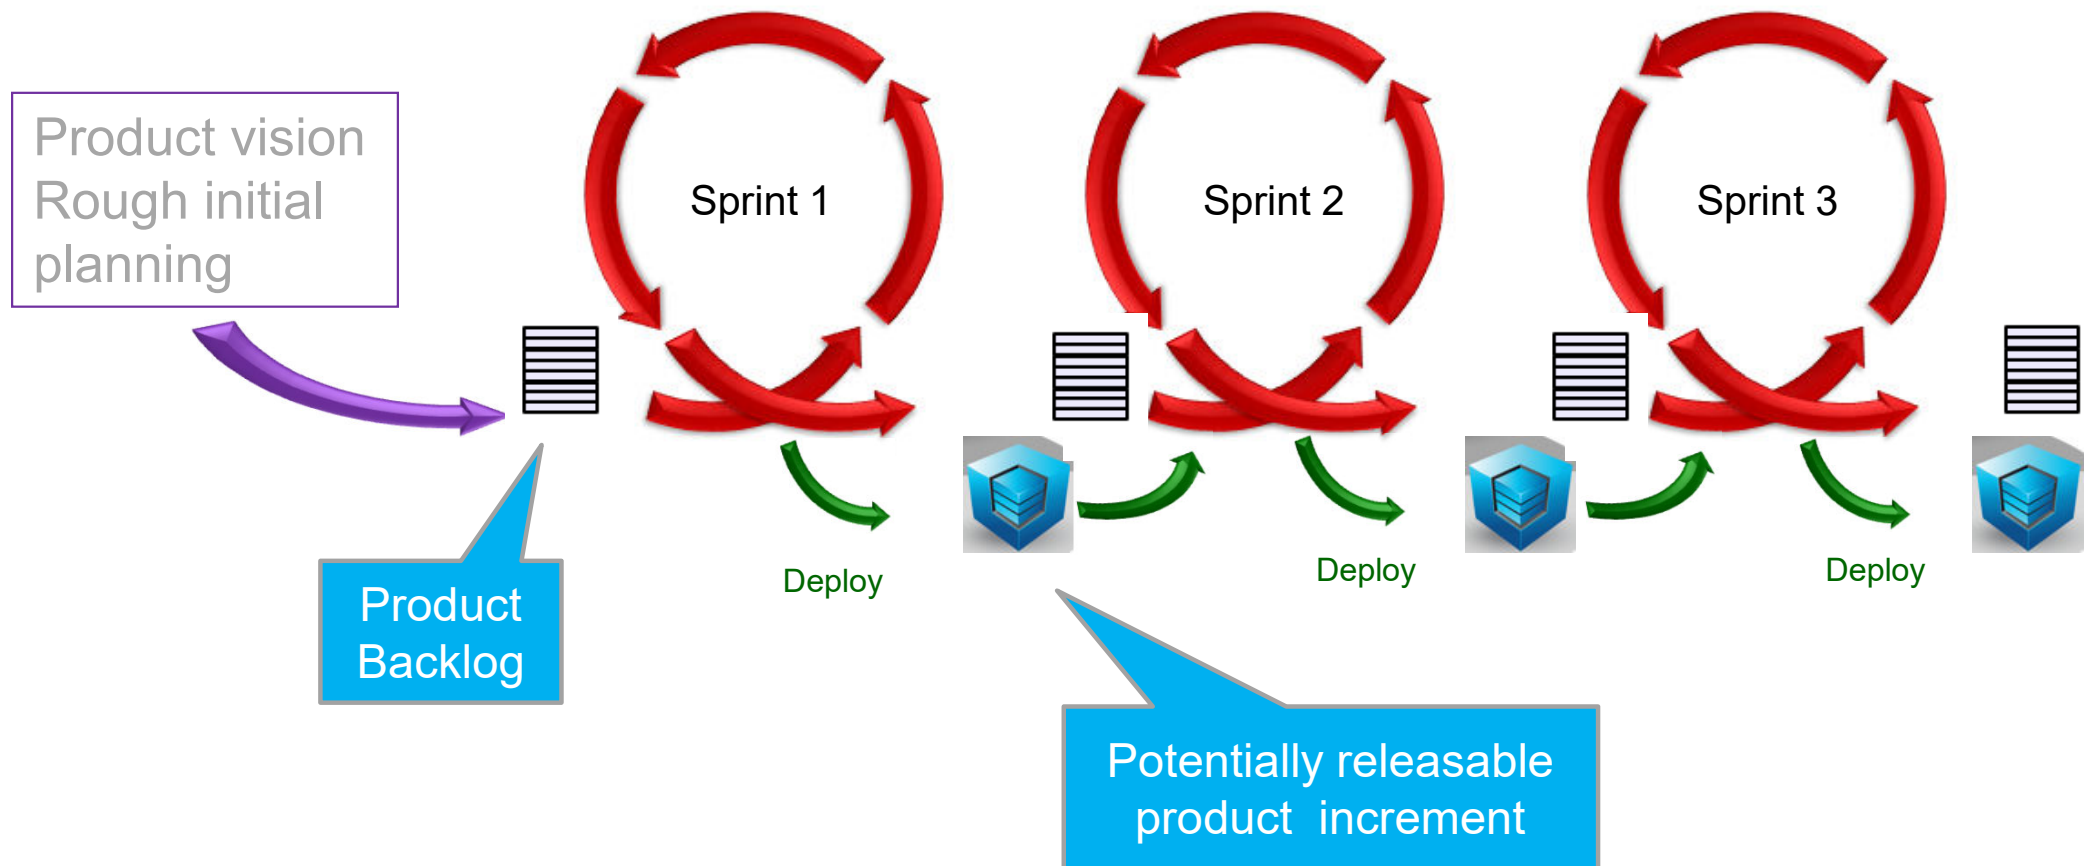 Product vision
Rough initial
planning
Sprint 1
Sprint 2
Sprint 3
Product
Backlog
Deploy
Deploy
Deploy
Potentially releasable
product  increment